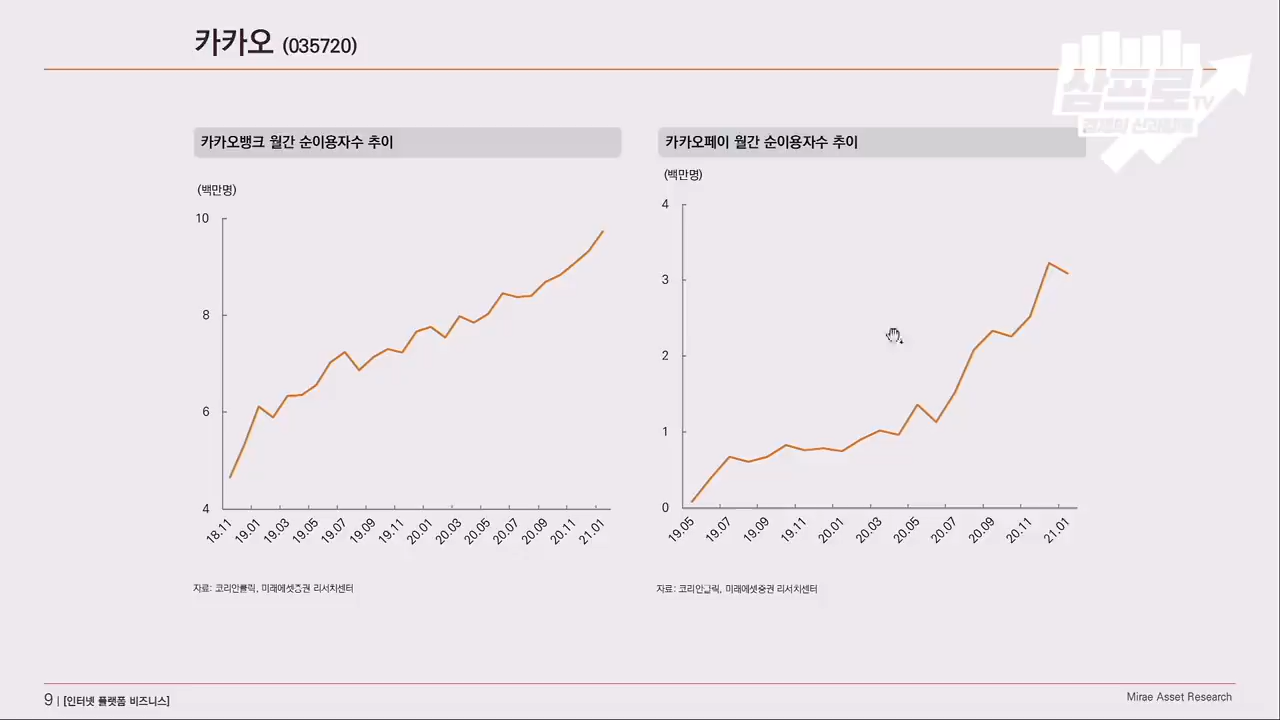 카카오 (035720)
삼프로TV
경제의 신과함께
카카오뱅크 월간 순이용자수 추이
(백만명)
10
8
6
4
18.11 19.01 19.03 19.05 19.07 19.09 19.11 20.01 20.03 20.05 20.07 20.09 20.11 21.01
자료: 코리안클릭, 미래에셋증권 리서치센터
카카오페이 월간 순이용자수 추이
(백만명)
4
3
2
1
0
19.05 19.07 19.09 19.11 20.01 20.03 20.05 20.07 20.09 20.11 21.01
자료: 코리안클릭, 미래에셋증권 리서치센터
9 | [인터넷 플랫폼 비즈니스]
Mirae Asset Research